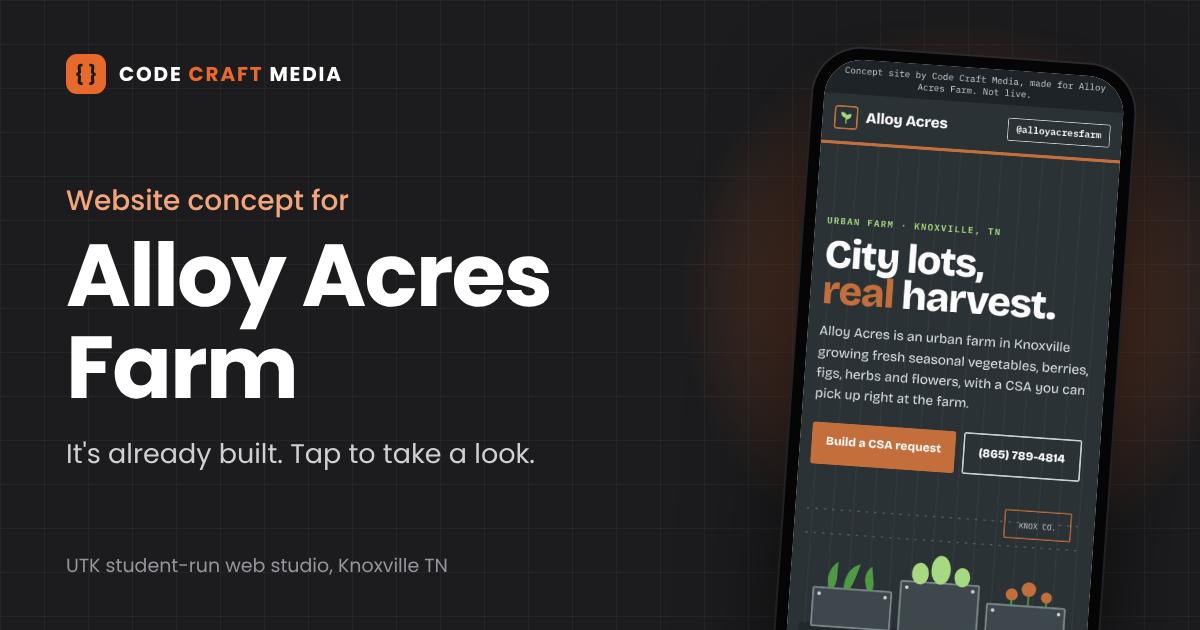 { } CODE CRAFT MEDIA
Website concept for
Alloy Acres
Farm
It's already built. Tap to take a look.
UTK student-run web studio, Knoxville TN
Concept site by Code Craft Media, made for Alloy
Acres Farm. Not live.
Alloy Acres
@alloyacresfarm
URBAN FARM · KNOXVILLE, TN
City lots,
real harvest.
Alloy Acres is an urban farm in Knoxville
growing fresh seasonal vegetables, berries,
figs, herbs and flowers, with a CSA you can
pick up right at the farm.
Build a CSA request
(865) 789-4814
KNOX CO.